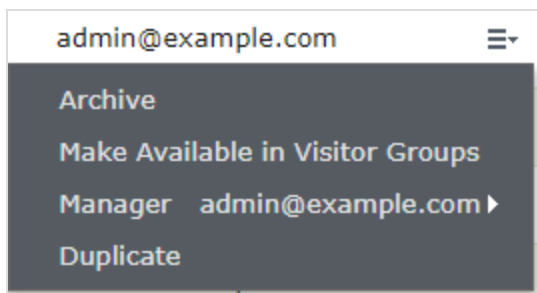 admin@example.com
Archive
Make Available in Visitor Groups
Manager admin@example.com
Duplicate